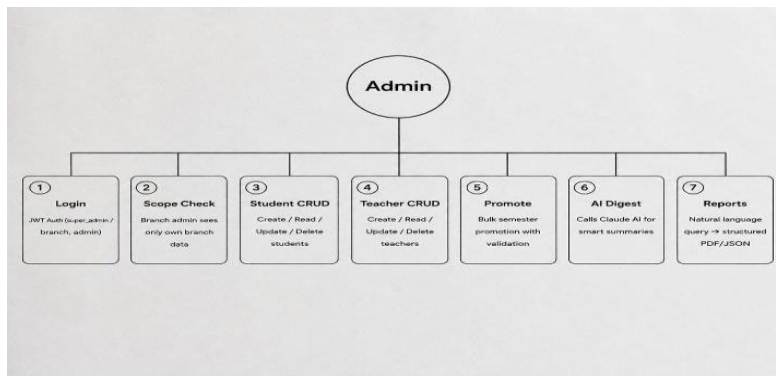 Admin
1
Login
JWT Auth (super_admin /
branch, admin)
2
Scope Check
Branch admin sees
only own branch
data
3
Student CRUD
Create / Read /
Update / Delete
students
4
Teacher CRUD
Create / Read /
Update / Delete
teachers
5
Promote
Bulk semester
promotion with
validation
6
AI Digest
Calls Claude AI for
smart summaries
7
Reports
Natural language
query → structured
PDF/JSON